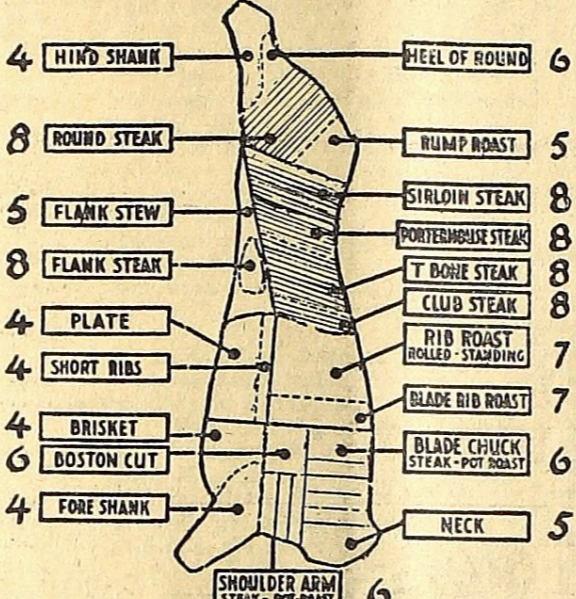 4 HIND SHANK
HEEL OF ROUND 6
8 ROUND STEAK
RUMP ROAST 5
5 FLANK STEW
SIRLOIN STEAK 8
PORTERHOUSE STEAK 8
8 FLANK STEAK
T BONE STEAK 8
CLUB STEAK 8
4 PLATE
RIB ROAST 7
ROLLED - STANDING
4 SHORT RIBS
BLADE RIB ROAST 7
4 BRISKET
6 BOSTON CUT
BLADE CHUCK 6
STEAK - POT ROAST
4 FORE SHANK
NECK 5
SHOULDER ARM 6
STEAK - POT ROAST